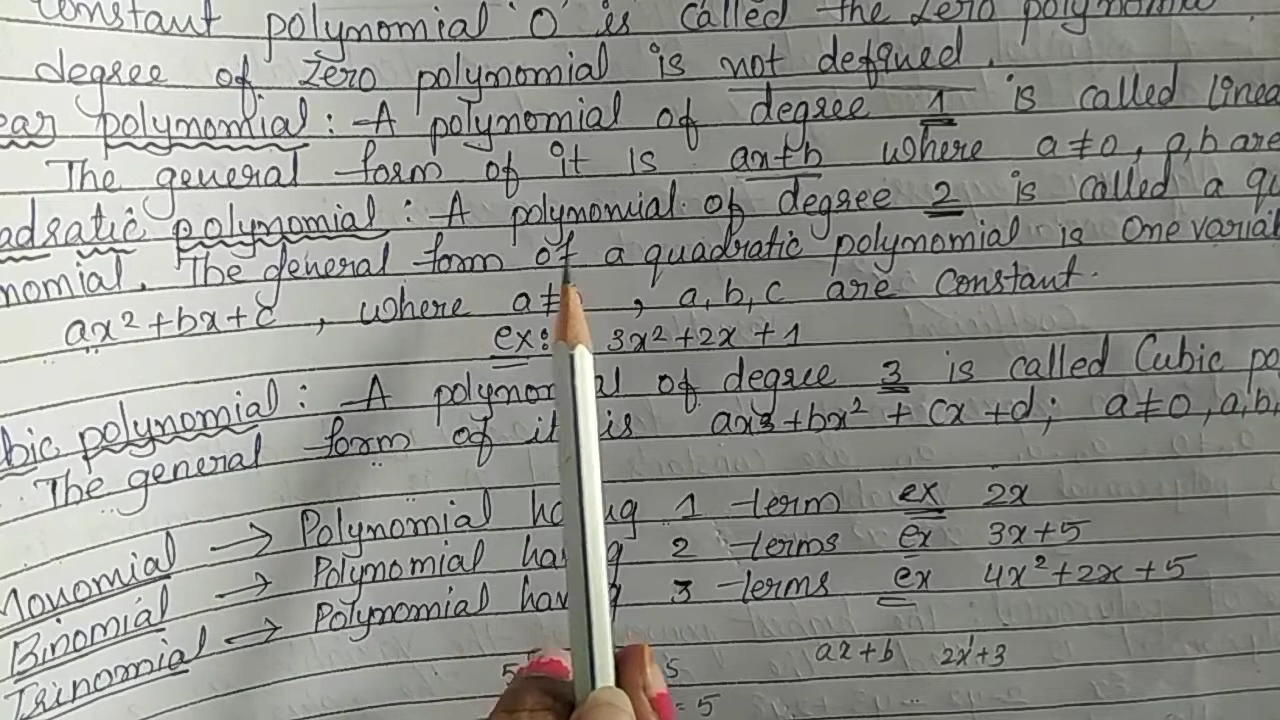 constant polynomial '0' is called the zero polynomial
degree of zero polynomial is not defined.
ear polynomial :- A polynomial of degree 1 is called linea
The general form of it is ax+b where a≠0, a,b are
adratic polynomial : - A polynomial of degree 2 is called a qu
nomial. The general form of a quadratic polynomial is one variab
ax²+bx+c , where a≠ , a,b,c are constant.
ex: 3x²+2x+1
bic polynomial : - A polynomial of degree 3 is called Cubic po
The general form of it is ax3+bx²+cx+d; a≠0, a,b,
Monomial → Polynomial having 1 term ex 2x
Binomial → Polynomial having 2 terms ex 3x+5
Trinomial → Polynomial having 3 terms ex 4x²+2x+5
ax+b 2x+3
5 5
= 5